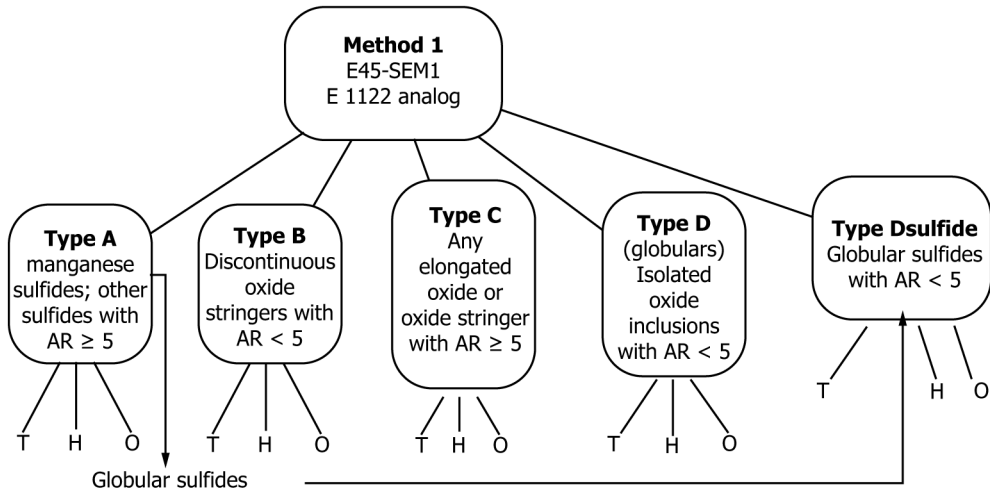 Method 1
E45-SEM1
E 1122 analog
Type A
manganese
sulfides; other
sulfides with
AR ≥ 5
Type B
Discontinuous
oxide
stringers with
AR < 5
Type C
Any
elongated
oxide or
oxide stringer
with AR ≥ 5
Type D
(globulars)
Isolated
oxide
inclusions
with AR < 5
Type Dsulfide
Globular sulfides
with AR < 5
T H O
T H O
T H O
T H O
T H O
Globular sulfides